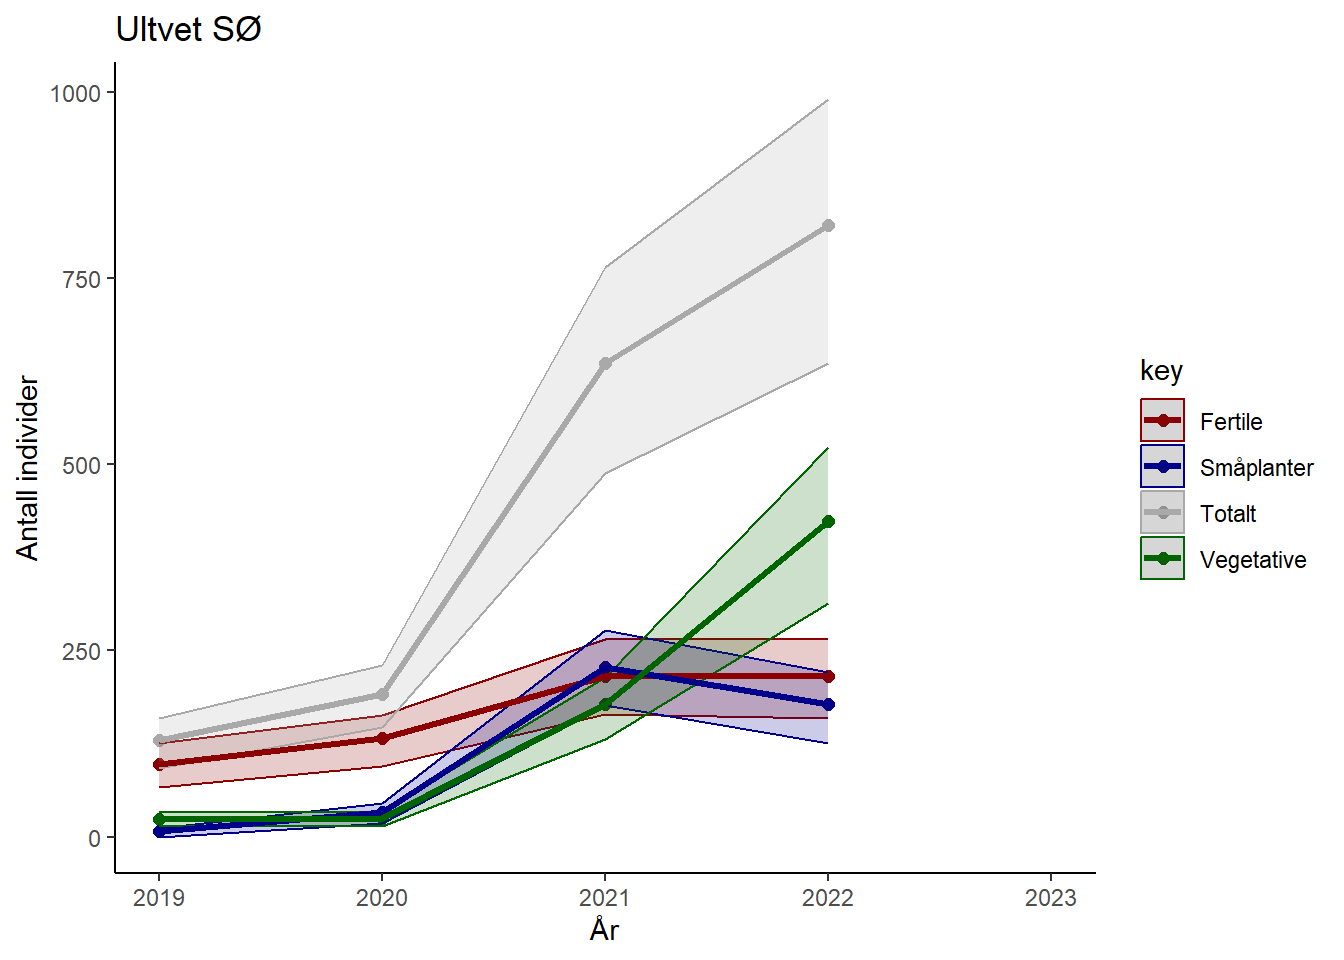 Ultvet SØ
1000
750
500
250
0
Antall individer
2019 2020 2021 2022 2023
År
key
Fertile
Småplanter
Totalt
Vegetative